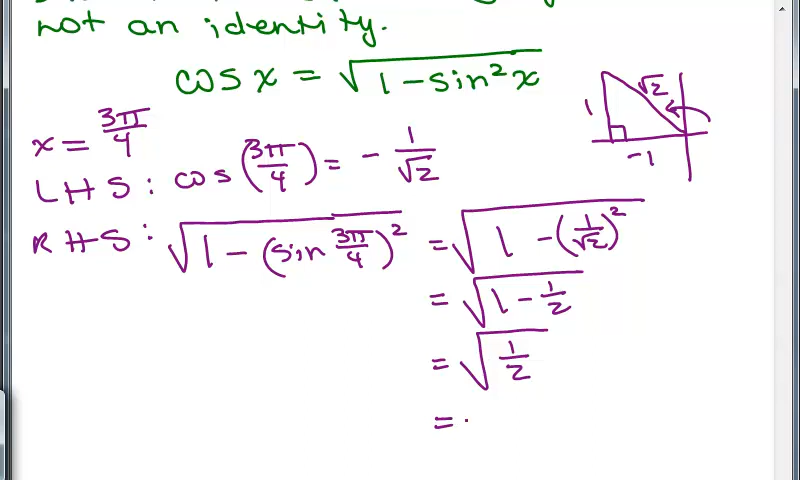 not an identity.
cos x = √(1 - sin² x)
x = 3π/4
LHS: cos(3π/4) = - 1/√2
RHS: √(1 - (sin 3π/4)²) = √(1 - (1/√2)²)
= √(1 - 1/2)
= √(1/2)
=
√2
1
-1